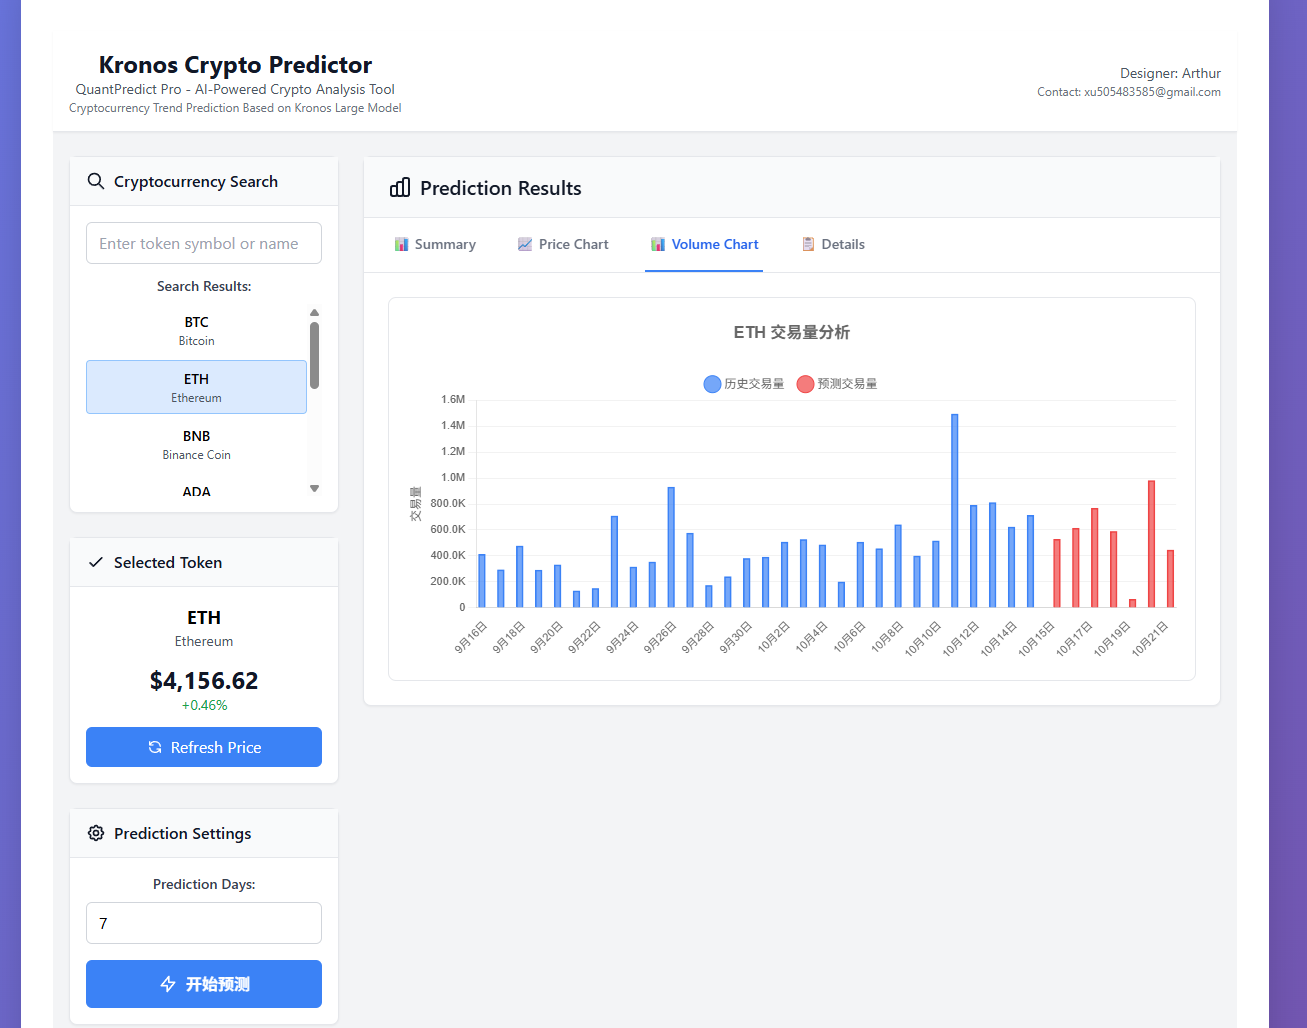 Kronos Crypto Predictor
QuantPredict Pro - AI-Powered Crypto Analysis Tool
Cryptocurrency Trend Prediction Based on Kronos Large Model
Designer: Arthur
Contact: xu505483585@gmail.com
Cryptocurrency Search
Enter token symbol or name
Search Results:
BTC
Bitcoin
ETH
Ethereum
BNB
Binance Coin
ADA
Selected Token
ETH
Ethereum
$4,156.62
+0.46%
Refresh Price
Prediction Settings
Prediction Days:
7
开始预测
Prediction Results
Summary
Price Chart
Volume Chart
Details
ETH 交易量分析
历史交易量
预测交易量
交易量
1.6M
1.4M
1.2M
1.0M
800.0K
600.0K
400.0K
200.0K
0
9月16日
9月18日
9月20日
9月22日
9月24日
9月26日
9月28日
9月30日
10月2日
10月4日
10月6日
10月8日
10月10日
10月12日
10月14日
10月15日
10月17日
10月19日
10月21日